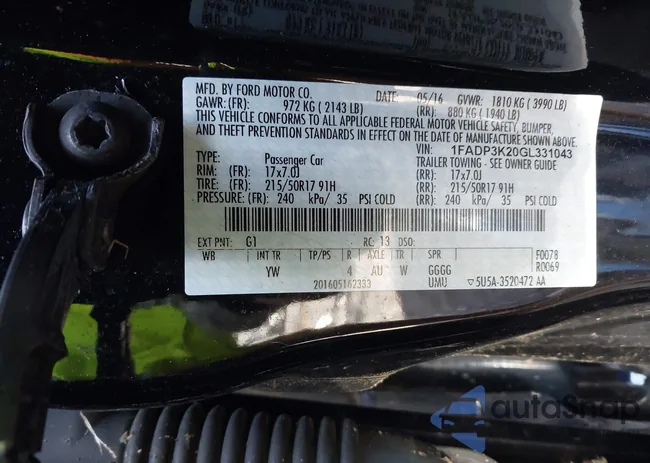 MFD. BY FORD MOTOR CO. DATE: 05/16 GVWR: 1810 KG ( 3990 LB)
GAWR: (FR): 972 KG ( 2143 LB) (RR): 880 KG ( 1940 LB)
THIS VEHICLE CONFORMS TO ALL APPLICABLE FEDERAL MOTOR VEHICLE SAFETY, BUMPER,
AND THEFT PREVENTION STANDARDS IN EFFECT ON THE DATE OF MANUFACTURE SHOWN ABOVE.
VIN: 1FADP3K20GL331043
TYPE: Passenger Car TRAILER TOWING - SEE OWNER GUIDE
RIM: (FR): 17x7.0J (RR): 17x7.0J
TIRE: (FR): 215/50R17 91H (RR): 215/50R17 91H
PRESSURE: (FR): 240 kPa/ 35 PSI COLD (RR): 240 kPa/ 35 PSI COLD
EXT PNT: G1 RC: 13 DSO:
WB INT TR TP/PS R AXLE TR SPR F0078
YW 4 AU W GGGG R0069
201605162333 UMU ▽5U5A-3520472 AA
autoSnap